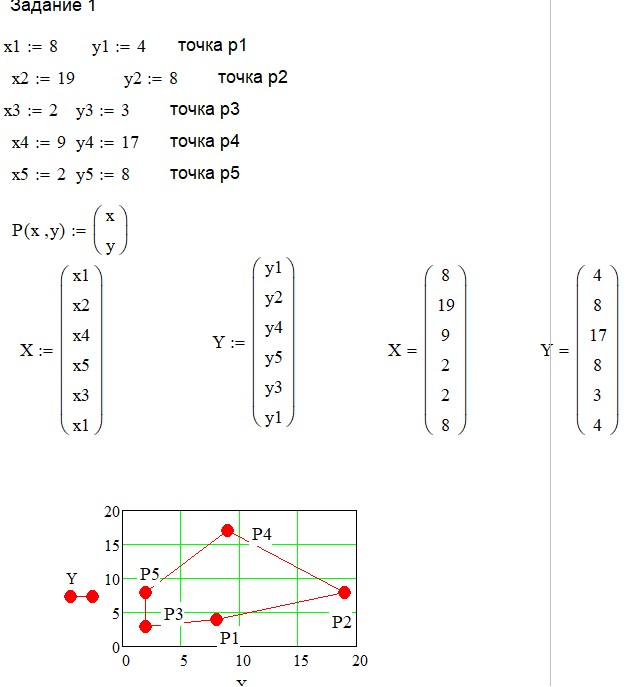 Задание 1
x1 := 8 y1 := 4 точка p1
x2 := 19 y2 := 8 точка p2
x3 := 2 y3 := 3 точка p3
x4 := 9 y4 := 17 точка p4
x5 := 2 y5 := 8 точка p5
P(x ,y) := ( x
y )
X := ( x1
x2
x4
x5
x3
x1 )
Y := ( y1
y2
y4
y5
y3
y1 )
X = ( 8
19
9
2
2
8 )
Y = ( 4
8
17
8
3
4 )
20
15
10
5
0
Y
P4
P5
P3
P2
P1
0 5 10 15 20
X